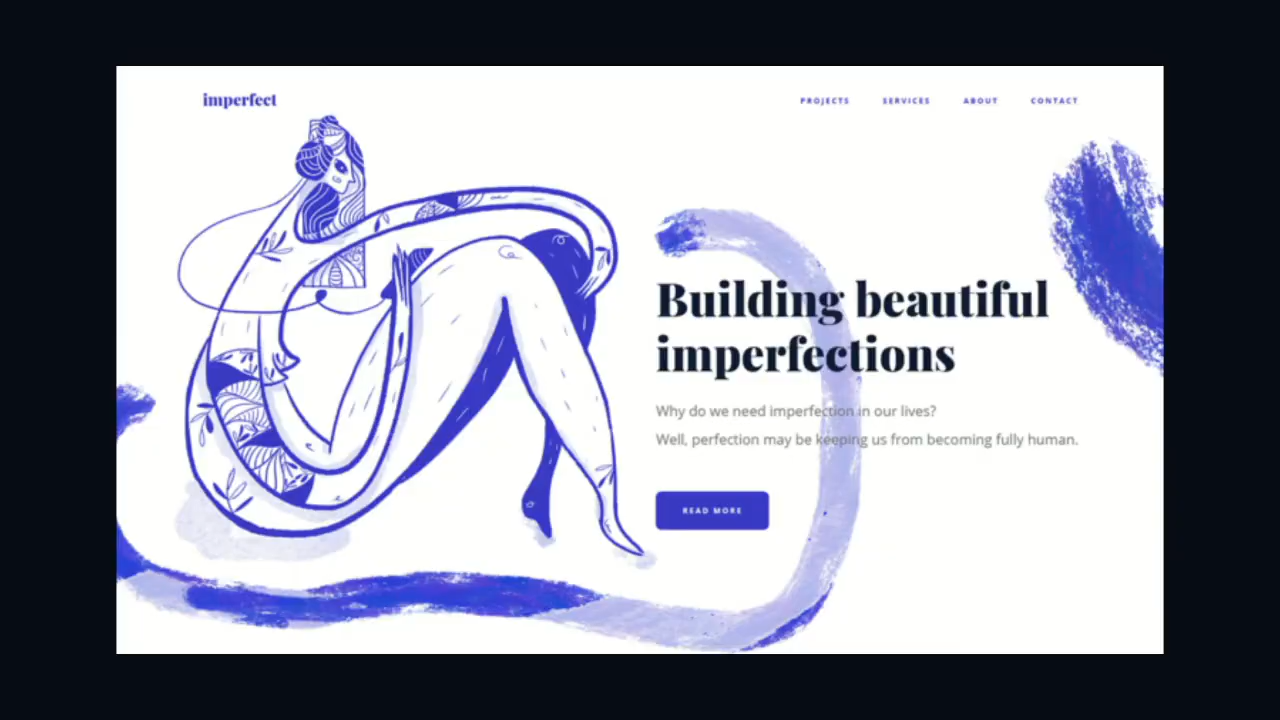 imperfect
PROJECTS SERVICES ABOUT CONTACT
Building beautiful
imperfections
Why do we need imperfection in our lives?
Well, perfection may be keeping us from becoming fully human.
READ MORE